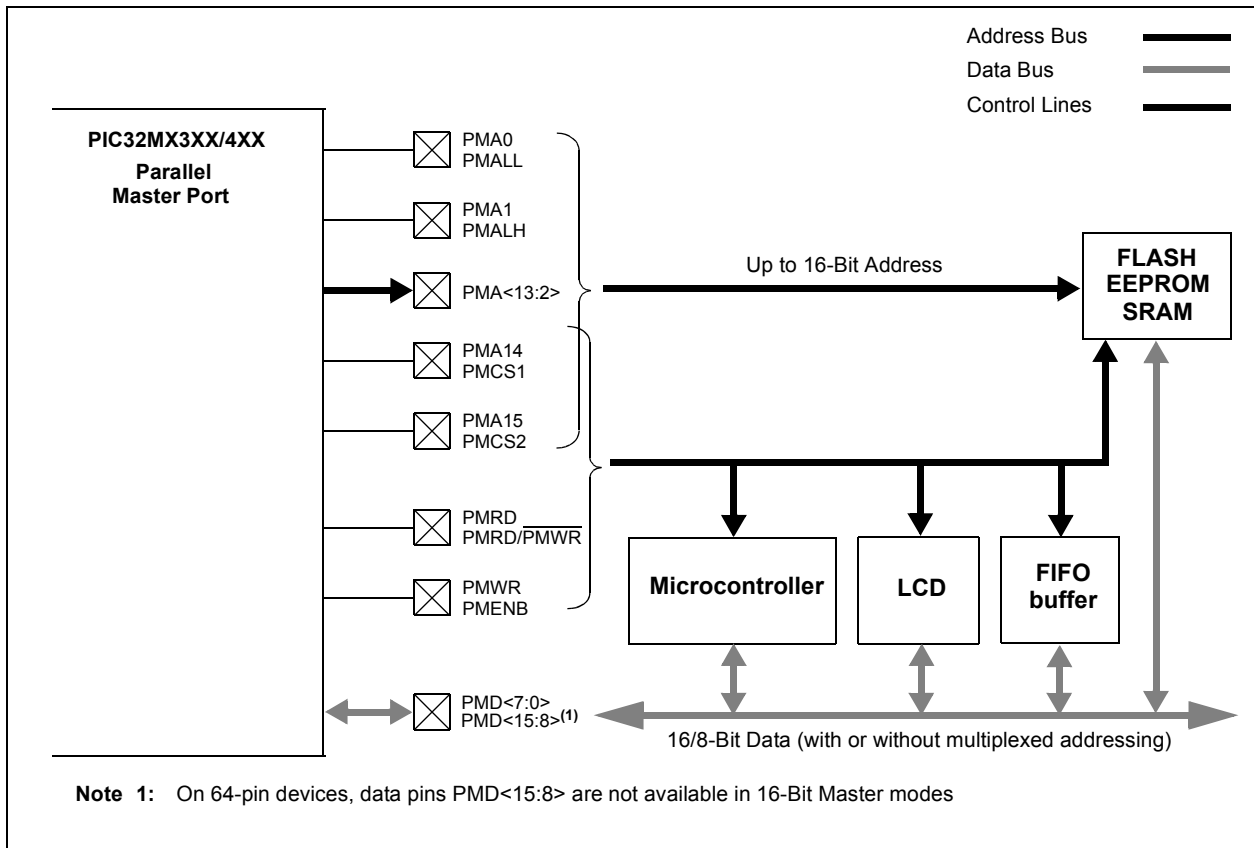 Address Bus
Data Bus
Control Lines
PIC32MX3XX/4XX
Parallel
Master Port
PMA0
PMALL
PMA1
PMALH
PMA<13:2>
PMA14
PMCS1
PMA15
PMCS2
PMRD
PMRD/PMWR
PMWR
PMENB
PMD<7:0>
PMD<15:8>(1)
Up to 16-Bit Address
FLASH
EEPROM
SRAM
Microcontroller
LCD
FIFO
buffer
16/8-Bit Data (with or without multiplexed addressing)
Note 1: On 64-pin devices, data pins PMD<15:8> are not available in 16-Bit Master modes